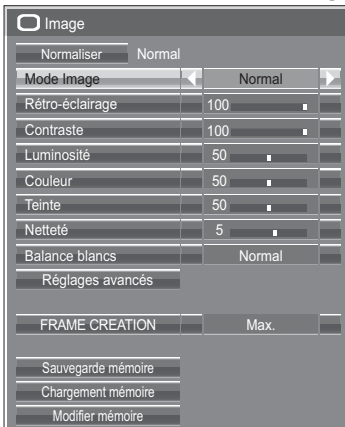 Image
Normaliser Normal
Mode Image Normal
Rétro-éclairage 100
Contraste 100
Luminosité 50
Couleur 50
Teinte 50
Netteté 5
Balance blancs Normal
Réglages avancés
FRAME CREATION Max.
Sauvegarde mémoire
Chargement mémoire
Modifier mémoire